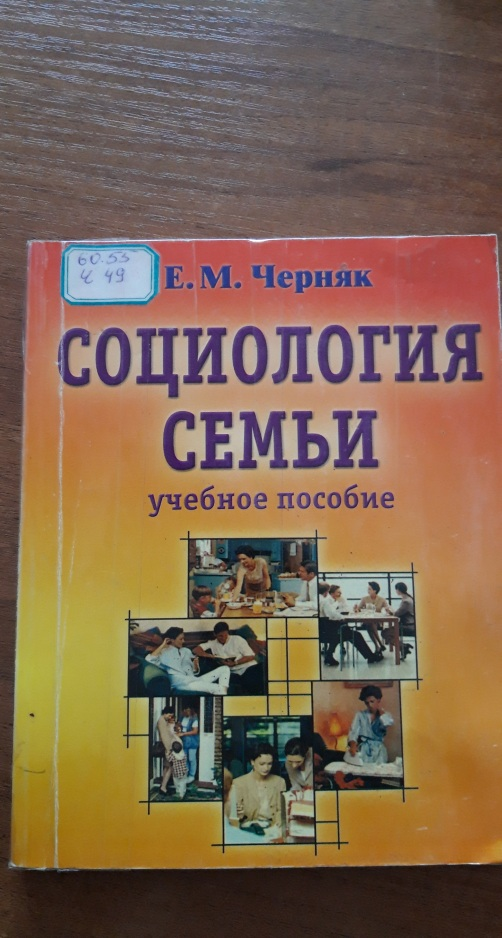 60.55
Ч 49
Е. М. Черняк
СОЦИОЛОГИЯ
СЕМЬИ
учебное пособие